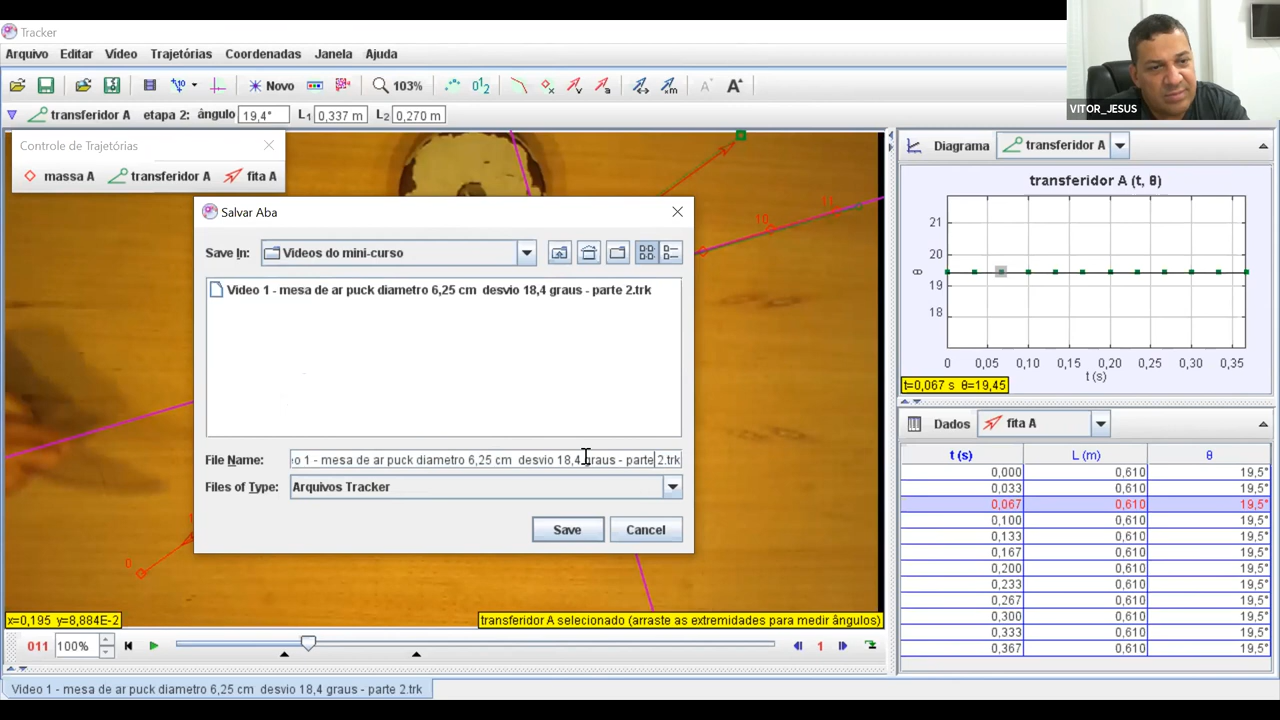 Tracker
Arquivo Editar Vídeo Trajetórias Coordenadas Janela Ajuda
Novo 103%
transferidor A etapa 2: ângulo 19,4° L₁ 0,337 m L₂ 0,270 m
Controle de Trajetórias
massa A transferidor A fita A
10 11
0
Salvar Aba
Save In: Vídeos do mini-curso
Video 1 - mesa de ar puck diametro 6,25 cm desvio 18,4 graus - parte 2.trk
File Name: o 1 - mesa de ar puck diametro 6,25 cm desvio 18,4 graus - parte 2.trk
Files of Type: Arquivos Tracker
Save Cancel
x=0,195 y=8,884E-2
transferidor A selecionado (arraste as extremidades para medir ângulos)
011 100% 1
Video 1 - mesa de ar puck diametro 6,25 cm desvio 18,4 graus - parte 2.trk
VITOR_JESUS
Diagrama transferidor A
transferidor A (t, θ)
21
20
19
18
θ
0 0,05 0,10 0,15 0,20 0,25 0,30 0,35
t (s)
t=0,067 s θ=19,45
Dados fita A
t (s) L (m) θ
0,000 0,610 19,5°
0,033 0,610 19,5°
0,067 0,610 19,5°
0,100 0,610 19,5°
0,133 0,610 19,5°
0,167 0,610 19,5°
0,200 0,610 19,5°
0,233 0,610 19,5°
0,267 0,610 19,5°
0,300 0,610 19,5°
0,333 0,610 19,5°
0,367 0,610 19,5°